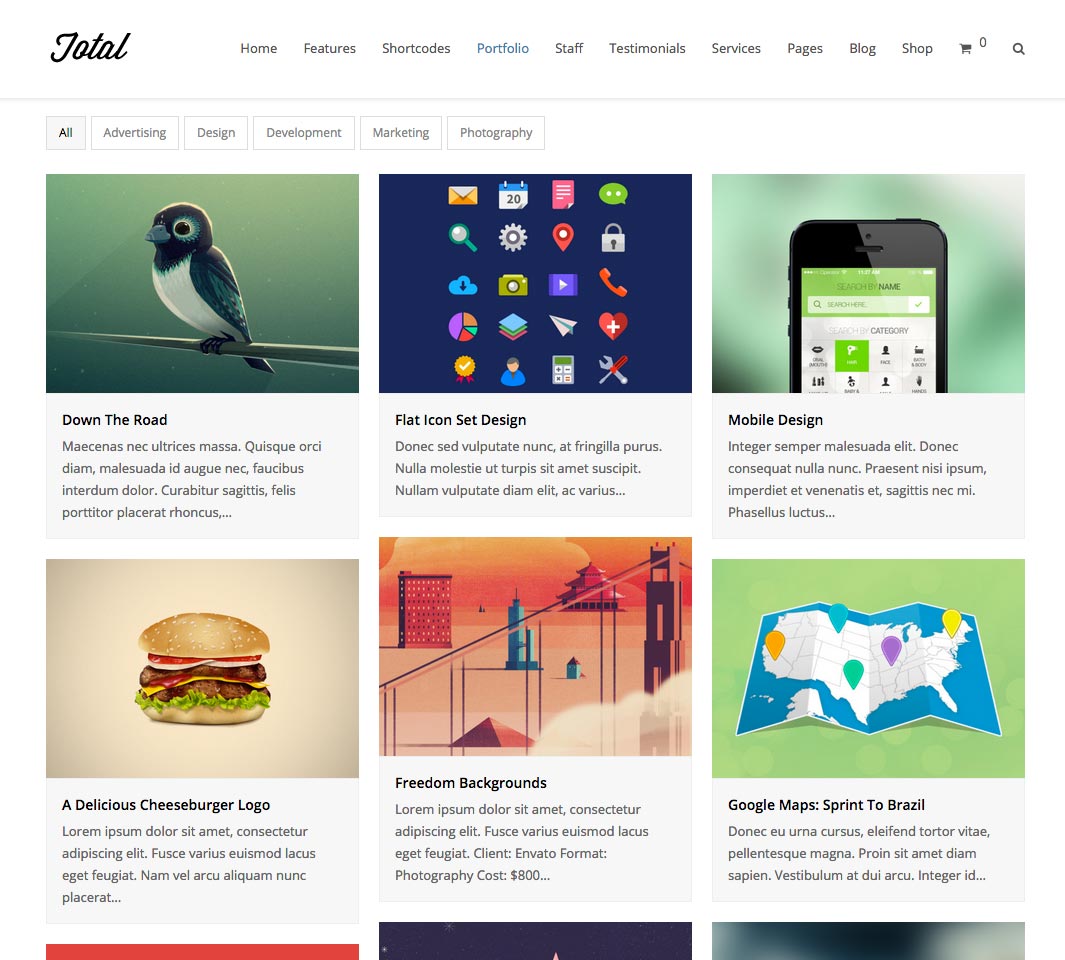 Total
Home Features Shortcodes Portfolio Staff Testimonials Services Pages Blog Shop 0
All Advertising Design Development Marketing Photography
20
11:27 AM
SEARCH BY NAME
SEARCH HERE..
SEARCH BY CATEGORY
HAIR
FACE
BATH
& BODY
HANDS
Down The Road
Maecenas nec ultrices massa. Quisque orci
diam, malesuada id augue nec, faucibus
interdum dolor. Curabitur sagittis, felis
porttitor placerat rhoncus,...
Flat Icon Set Design
Donec sed vulputate nunc, at fringilla purus.
Nulla molestie ut turpis sit amet suscipit.
Nullam vulputate diam elit, ac varius...
Mobile Design
Integer semper malesuada elit. Donec
consequat nulla nunc. Praesent nisi ipsum,
imperdiet et venenatis et, sagittis nec mi.
Phasellus luctus...
A Delicious Cheeseburger Logo
Lorem ipsum dolor sit amet, consectetur
adipiscing elit. Fusce varius euismod lacus
eget feugiat. Nam vel arcu aliquam nunc
placerat...
Freedom Backgrounds
Lorem ipsum dolor sit amet, consectetur
adipiscing elit. Fusce varius euismod lacus
eget feugiat. Client: Envato Format:
Photography Cost: $800...
Google Maps: Sprint To Brazil
Donec eu urna cursus, eleifend tortor vitae,
pellentesque magna. Proin sit amet diam
sapien. Vestibulum at dui arcu. Integer id...